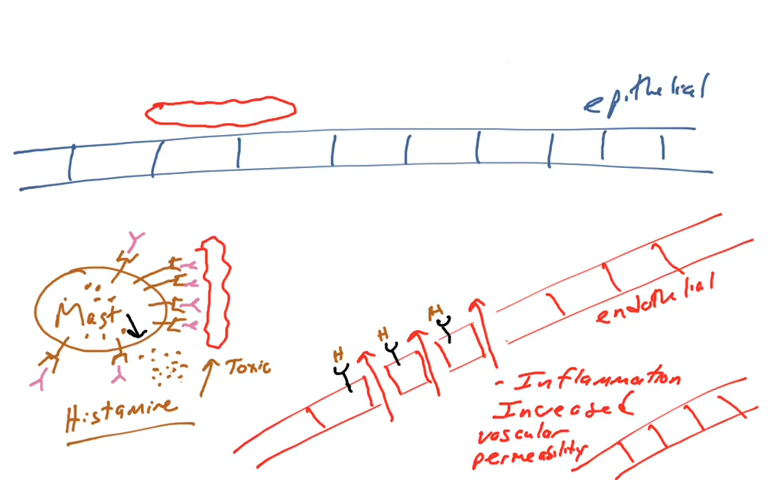 epithelial
Mast
Histamine
Toxic
H
H
H
endothelial
- Inflammation
Increased
vascular
permeability